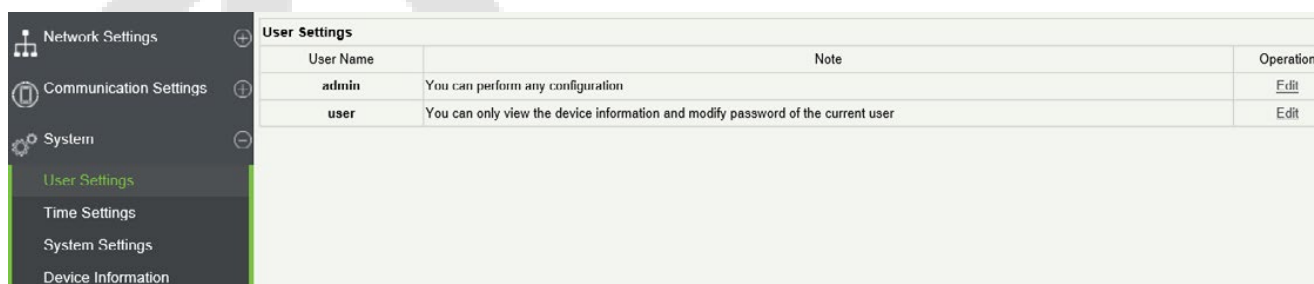 Network Settings
Communication Settings
System
User Settings
Time Settings
System Settings
Device Information
User Settings
User Name Note Operation
admin You can perform any configuration Edit
user You can only view the device information and modify password of the current user Edit